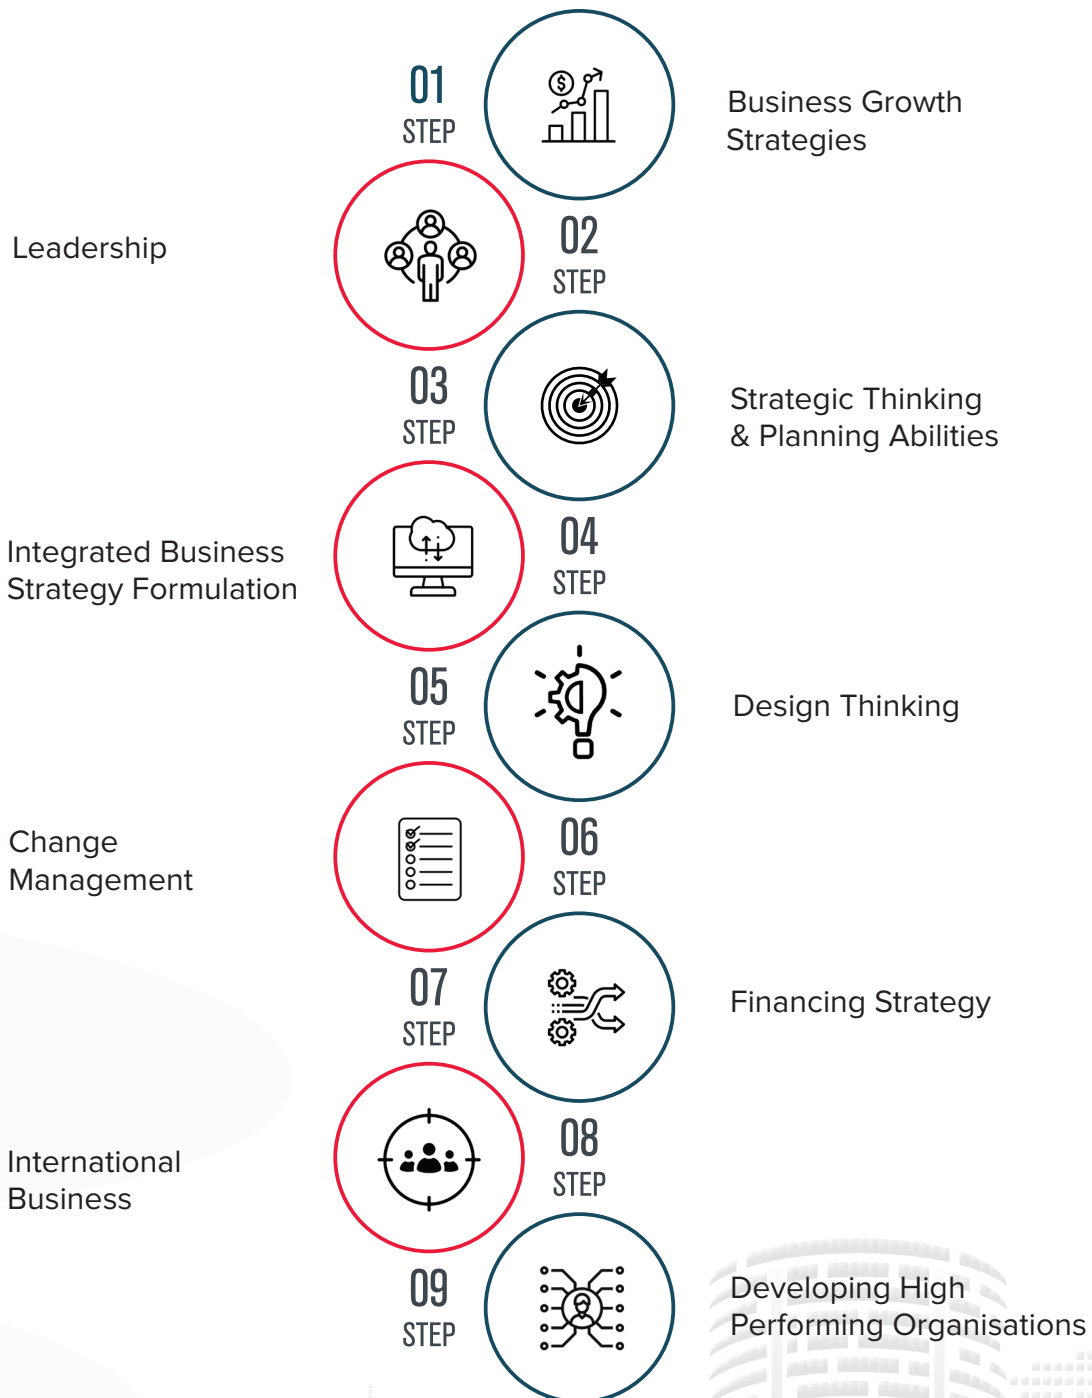 01
STEP
Business Growth
Strategies
Leadership
02
STEP
03
STEP
Strategic Thinking
& Planning Abilities
Integrated Business
Strategy Formulation
04
STEP
05
STEP
Design Thinking
Change
Management
06
STEP
07
STEP
Financing Strategy
International
Business
08
STEP
09
STEP
Developing High
Performing Organisations